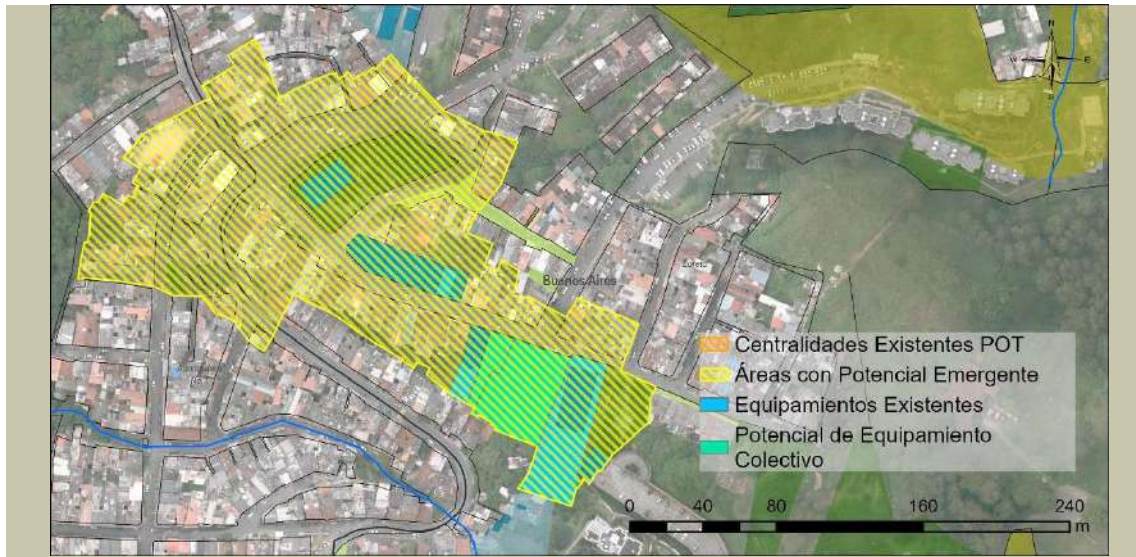 N
W
E
Buenos Aires
Loreto
Centralidades Existentes POT
Áreas con Potencial Emergente
Equipamientos Existentes
Potencial de Equipamiento
Colectivo
0
40
80
160
240
m